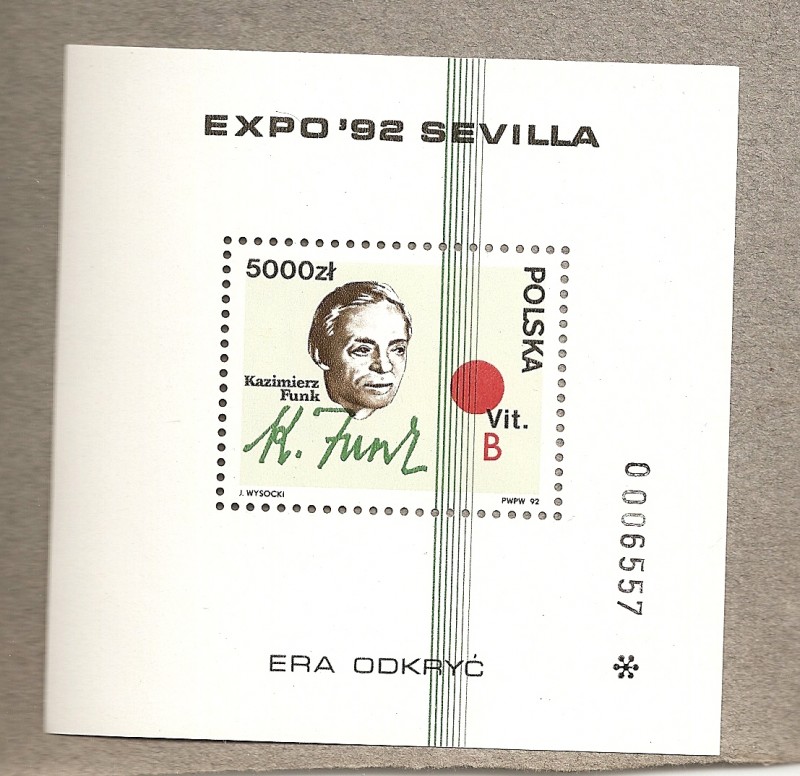 EXPO '92 SEVILLA
5000zł
POLSKA
Kazimierz
Funk
K. Funk
Vit.
B
J. WYSOCKI
PWPW 92
0006557
ERA ODKRYĆ